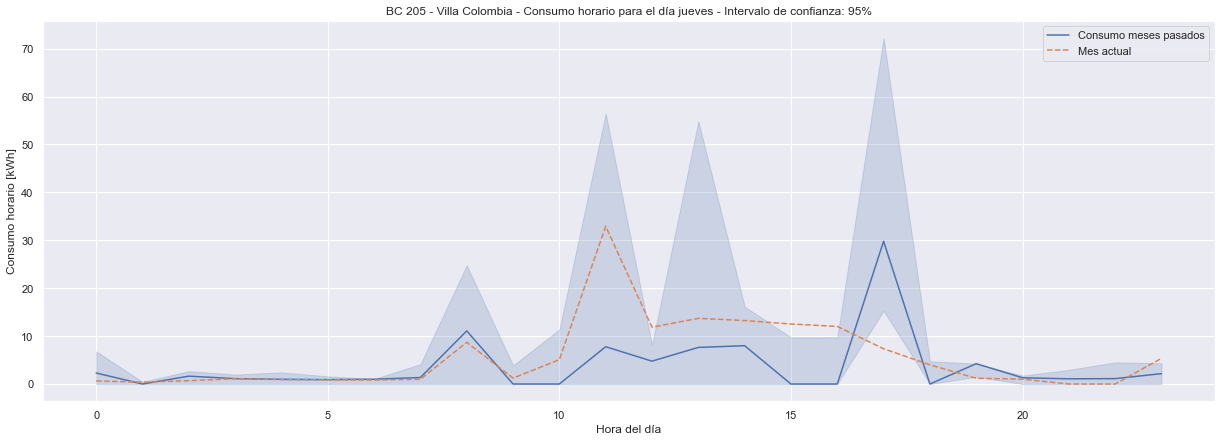 BC 205 - Villa Colombia - Consumo horario para el día jueves - Intervalo de confianza: 95%
Consumo meses pasados
Mes actual
Consumo horario [kWh]
70
60
50
40
30
20
10
0
0
5
10
15
20
Hora del día